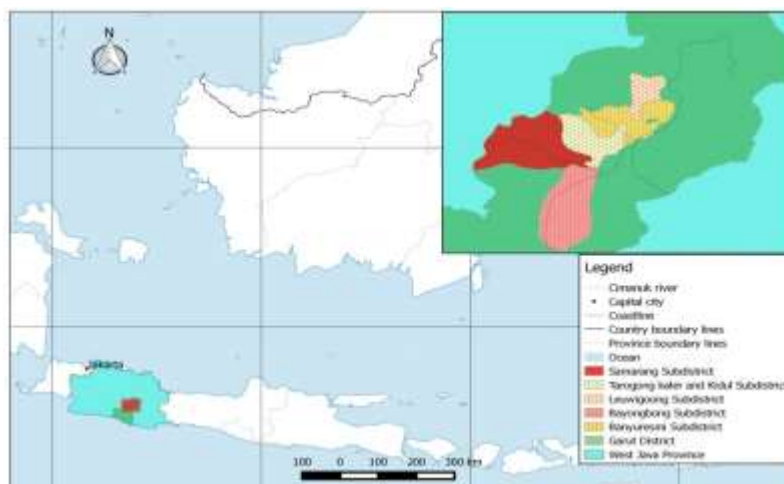 N
Jakarta
100 0 100 200 300 km
Legend
Cimanuk river
Capital city
Coastline
Country boundary lines
Province boundary lines
Ocean
Samarang Subdistrict
Tarogong kaler and Kidul Subdistrict
Leuwigoong Subdistrict
Bayongbong Subdistrict
Banyuresmi Subdistrict
Garut District
West Java Province